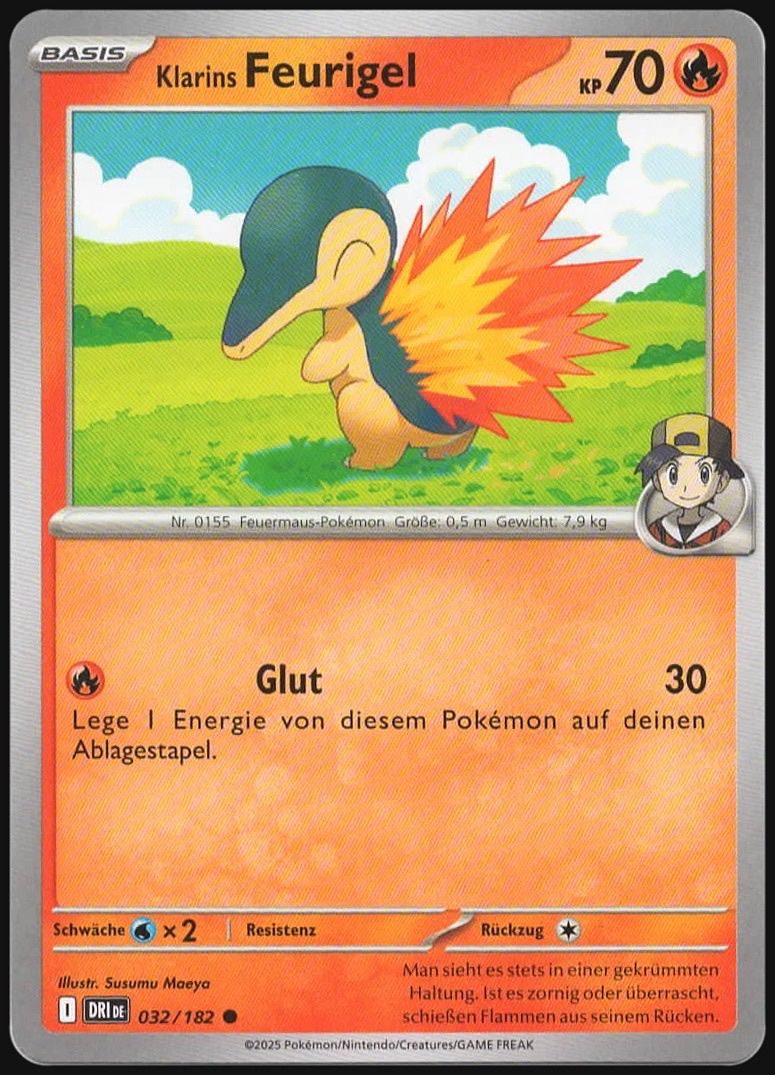 BASIS
Klarins Feurigel
KP 70
Nr. 0155 Feuermaus-Pokémon Größe: 0,5 m Gewicht: 7,9 kg
Glut 30
Lege 1 Energie von diesem Pokémon auf deinen
Ablagestapel.
Schwäche ×2 Resistenz Rückzug
Illustr. Susumu Maeya
Man sieht es stets in einer gekrümmten
Haltung. Ist es zornig oder überrascht,
schießen Flammen aus seinem Rücken.
I DRI DE 032/182
©2025 Pokémon/Nintendo/Creatures/GAME FREAK